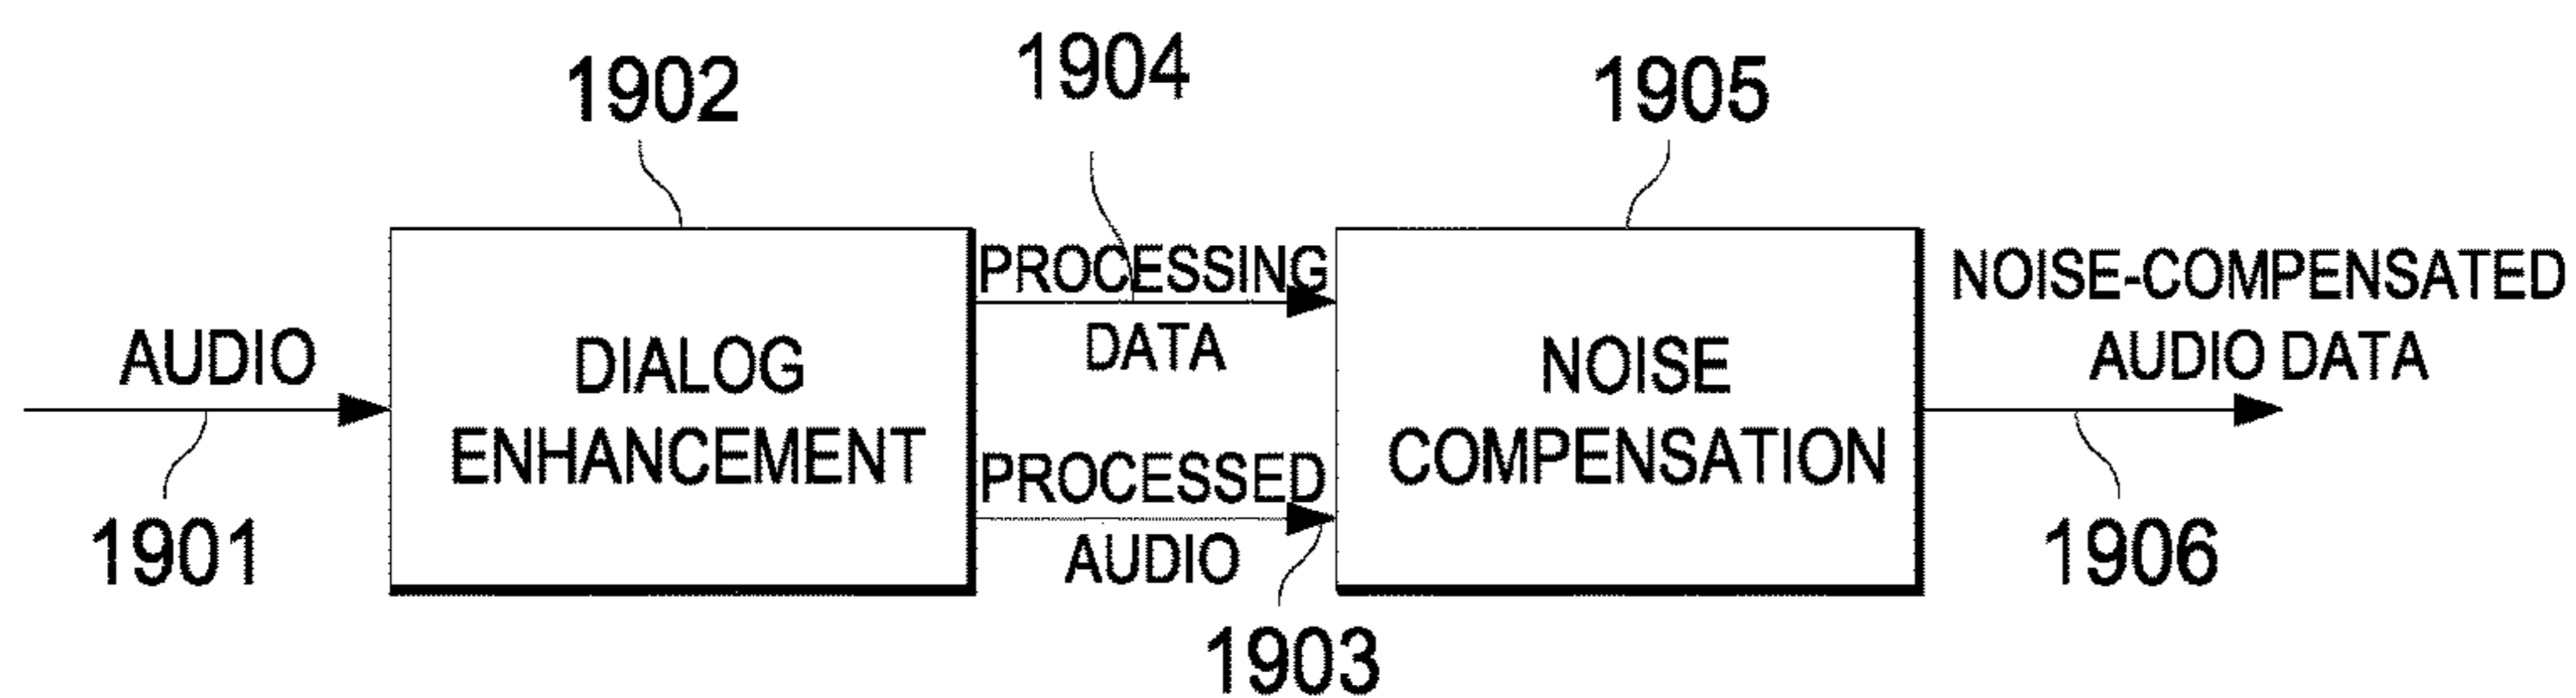 1904
1902
1905
PROCESSING
DATA
NOISE-COMPENSATED
AUDIO DATA
AUDIO
DIALOG
ENHANCEMENT
NOISE
COMPENSATION
PROCESSED
AUDIO
1901
1903
1906